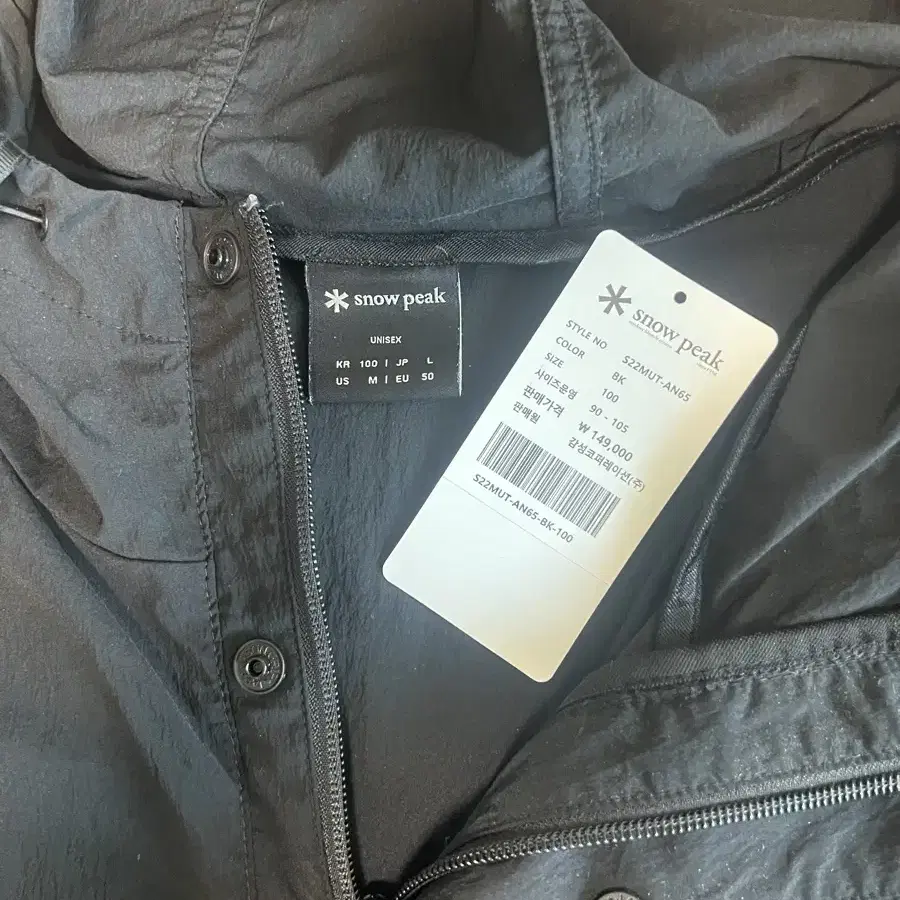 snow peak
UNISEX
KR 100 | JP L
US M | EU 50
snow peak
STYLE NO S22MUT-AN65
COLOR BK
SIZE 100
사이즈운영 90 - 105
판매가격 ₩ 149,000
판매원 감성코퍼레이션(주)
S22MUT-AN65-BK-100